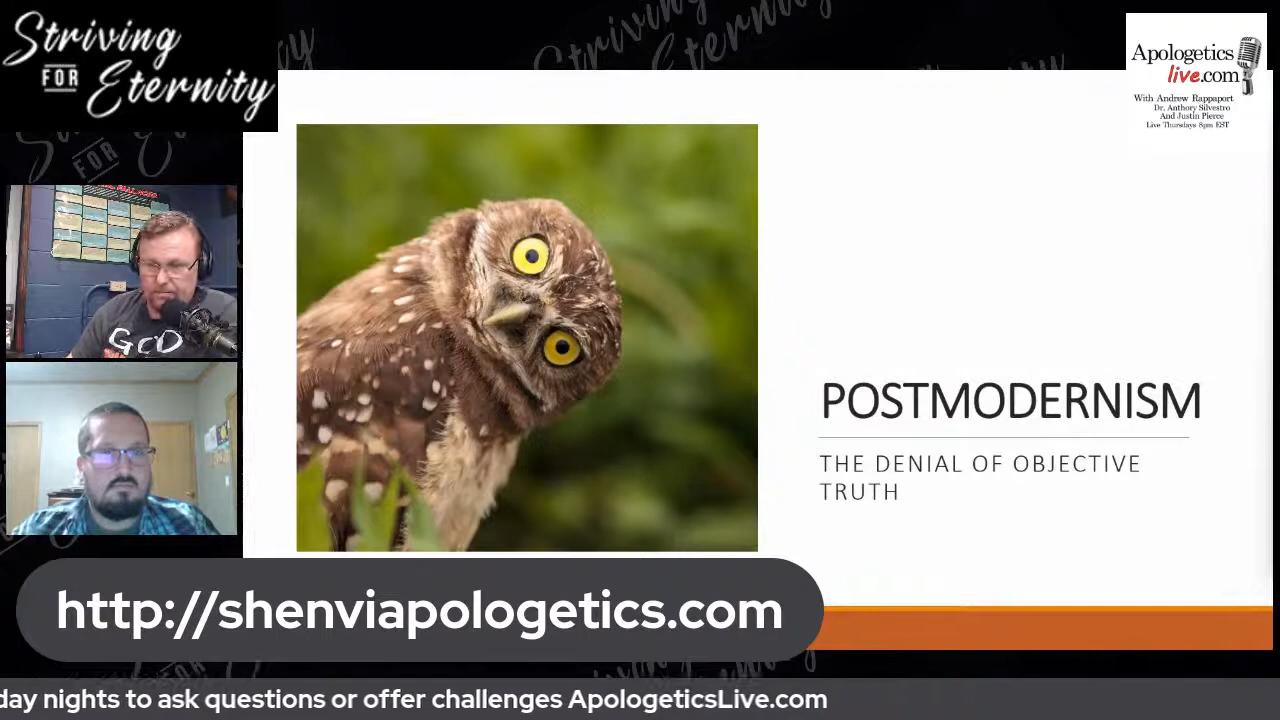 Striving
FOR
Eternity
Apologetics
live.com
With Andrew Rappaport
Dr. Anthony Silvestro
And Justin Pierce
Live Thursdays 8pm EST
GOD
POSTMODERNISM
THE DENIAL OF OBJECTIVE
TRUTH
http://shenviapologetics.com
day nights to ask questions or offer challenges ApologeticsLive.com